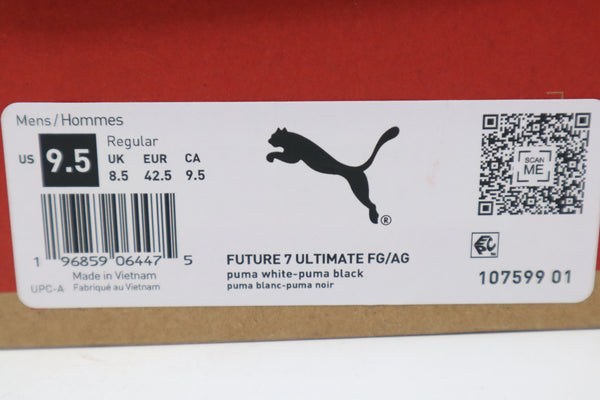 Mens/Hommes
Regular
US 9.5 UK EUR CA
8.5 42.5 9.5
1 96859 06447 5
Made in Vietnam
UPC-A Fabriqué au Vietnam
®
FUTURE 7 ULTIMATE FG/AG
puma white-puma black
puma blanc-puma noir
SCAN
ME
107599 01